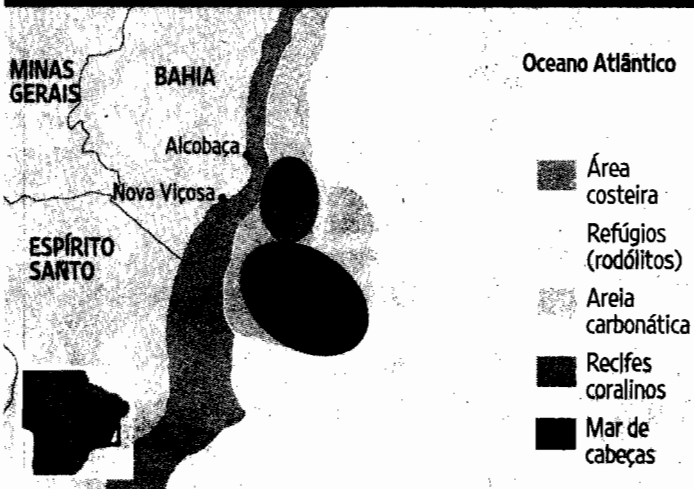 MINAS
GERAIS
BAHIA
Oceano Atlântico
Alcobaça
Nova Viçosa
ESPÍRITO
SANTO
Área
costeira
Refúgios
(rodólitos)
Areia
carbonática
Recifes
coralinos
Mar de
cabeças